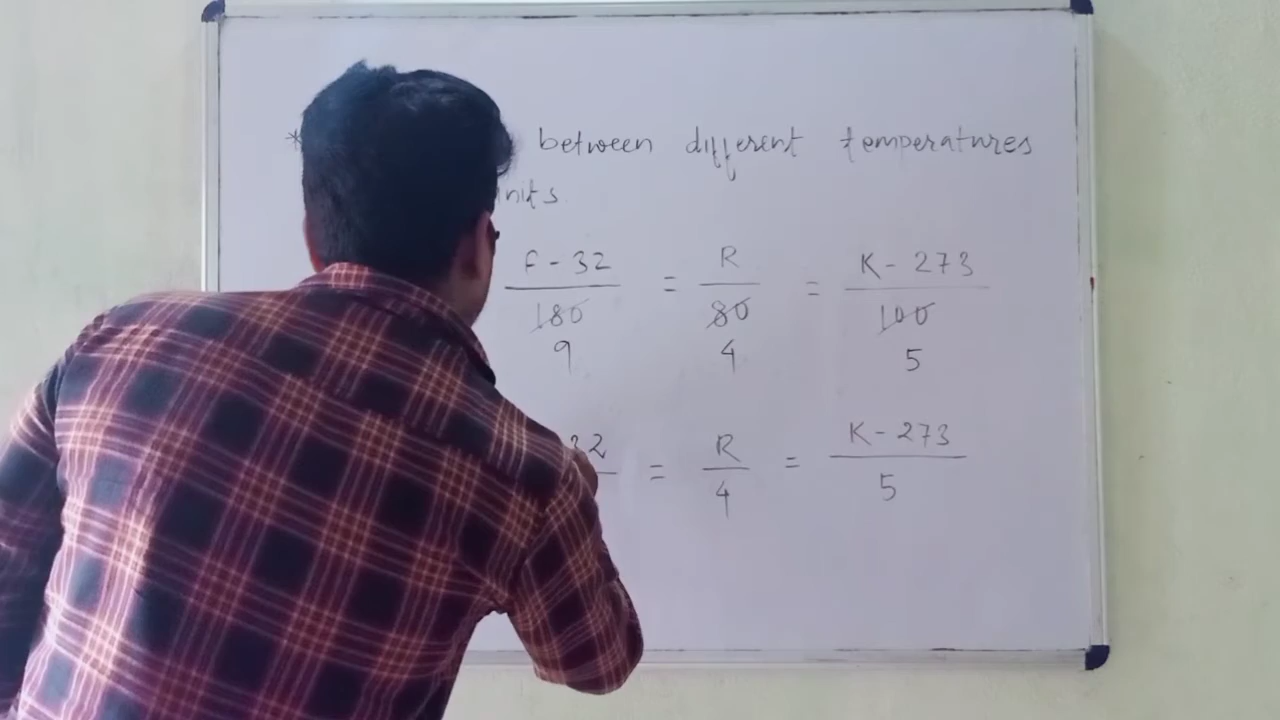 * between different temperatures
nits
F - 32 = R = K - 273
180 80 100
9 4 5
32 = R = K - 273
4 5